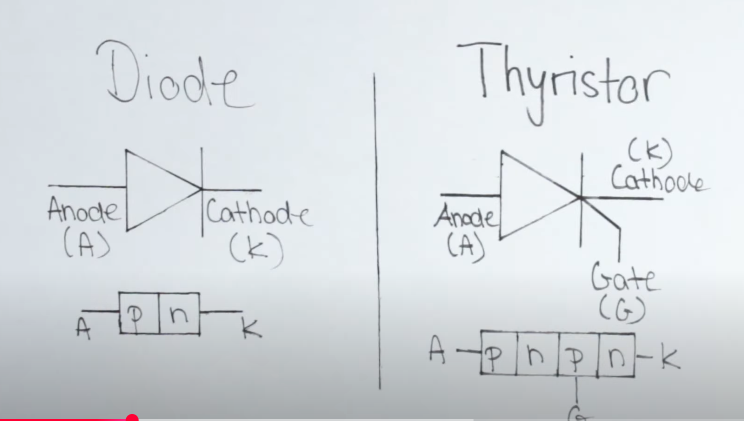 Diode
Anode
(A)
Cathode
(K)
A p n K
Thyristor
Anode
(A)
(K)
Cathode
Gate
(G)
A p n p n K
G